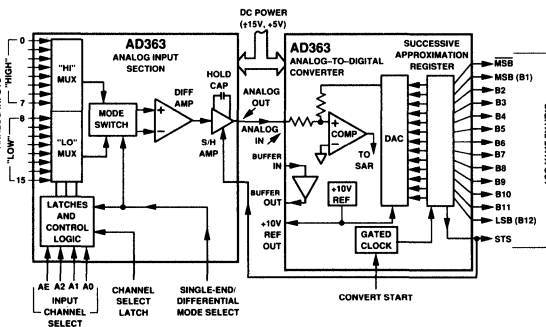 DC POWER
(±15V, +5V)
AD363
ANALOG INPUT
SECTION
0
"HIGH"
7
8
"LOW"
15
"HI"
MUX
"LO"
MUX
MODE
SWITCH
DIFF
AMP
HOLD
CAP
S/H
AMP
ANALOG
OUT
ANALOG
IN
LATCHES
AND
CONTROL
LOGIC
AE A2 A1 A0
INPUT
CHANNEL
SELECT
CHANNEL
SELECT
LATCH
SINGLE-END/
DIFFERENTIAL
MODE SELECT
AD363
ANALOG-TO-DIGITAL
CONVERTER
SUCCESSIVE
APPROXIMATION
REGISTER
COMP
TO
SAR
DAC
BUFFER
IN
BUFFER
OUT
+10V
REF
+10V
REF
OUT
GATED
CLOCK
CONVERT START
MSB
MSB (B1)
B2
B3
B4
B5
B6
B7
B8
B9
B10
B11
LSB (B12)
STS